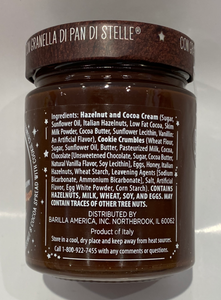 GRANELLA DI PAN DI STELLE®
CON
COCOA SPREAD WITH COOKIE
Ingredients: Hazelnut and Cocoa Cream (Sugar,
Sunflower Oil, Italian Hazelnuts, Low Fat Cocoa, Skim
Milk Powder, Cocoa Butter, Sunflower Lecithin, Vanillin:
An Artificial Flavor), Cookie Crumbles (Wheat Flour,
Sugar, Sunflower Oil, Butter, Pasteurized Milk, Cocoa,
Chocolate [Unsweetened Chocolate, Sugar, Cocoa Butter,
Natural Vanilla Flavor, Soy Lecithin], Eggs, Honey, Italian
Hazelnuts, Wheat Starch, Leavening Agents [Sodium
Bicarbonate, Ammonium Bicarbonate], Salt, Artificial
Flavor, Egg White Powder, Corn Starch). CONTAINS
HAZELNUTS, MILK, WHEAT, SOY, AND EGGS. MAY
CONTAIN TRACES OF OTHER TREE NUTS.
DISTRIBUTED BY
BARILLA AMERICA, INC. NORTHBROOK, IL 60062
Product of Italy
Store in a cool, dry place and keep away from heat sources.
Call 1-800-922-7455 with any comments or questions.